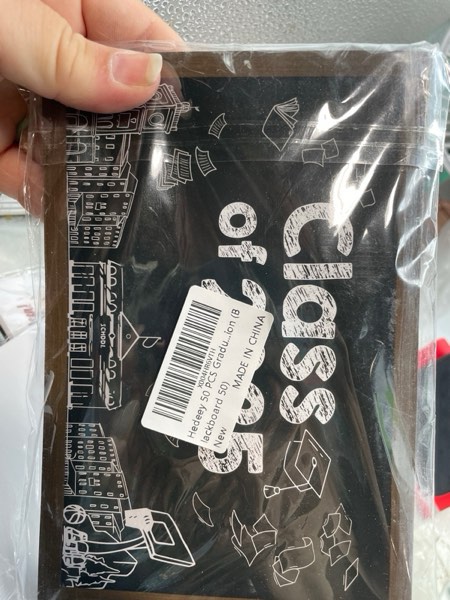 Class
of
SCHOOL
Hedeey 50 PCS Gradu...ion (B
lackboard 50)
New MADE IN CHINA